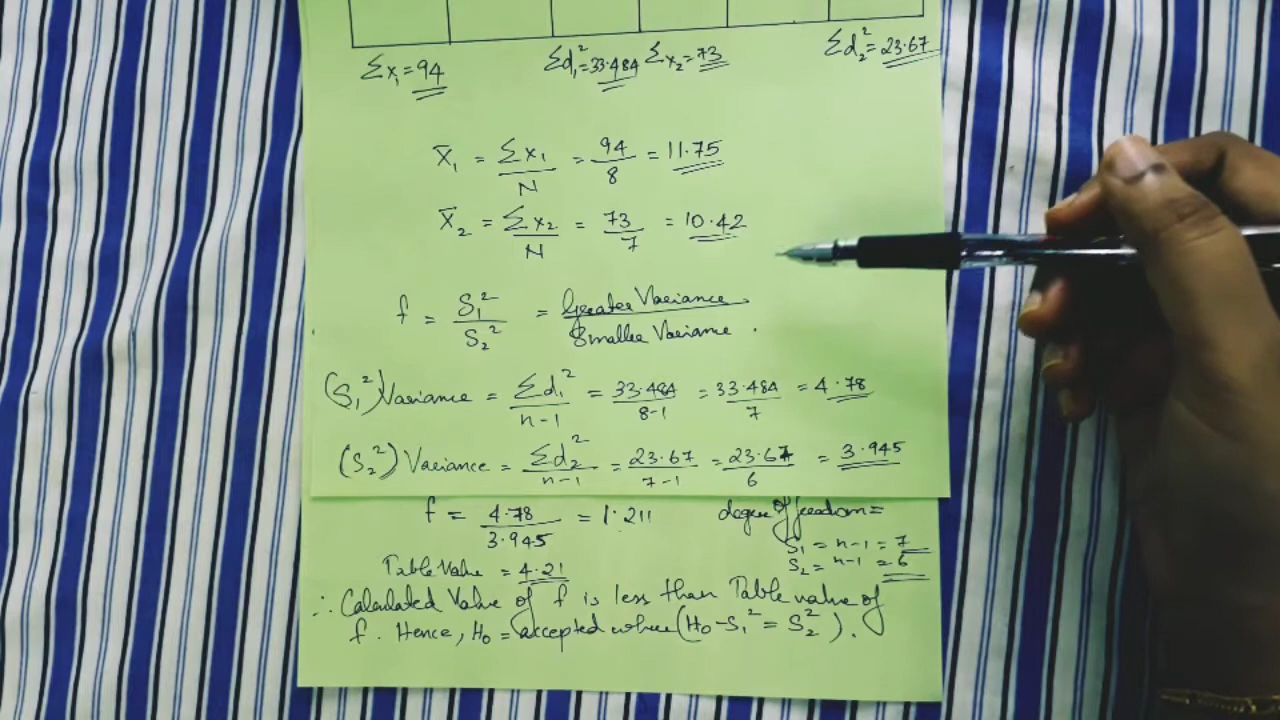 Σx₁=94 Σd₁²=33.484 Σx₂=73 Σd₂²=23.67
X̄₁ = Σx₁/N = 94/8 = 11.75
X̄₂ = Σx₂/N = 73/7 = 10.42
f = S₁²/S₂² = Greater Variance/Smaller Variance .
(S₁²) Variance = Σd₁²/n-1 = 33.484/8-1 = 33.484/7 = 4.78
(S₂²) Variance = Σd₂²/n-1 = 23.67/7-1 = 23.67/6 = 3.945
f = 4.78/3.945 = 1.211 degree of freedom =
S₁ = n-1 = 7
Table Value = 4.21 S₂ = n-1 = 6
∴ Calculated Value of f is less than Table value of
f. Hence, H₀ = accepted where (H₀-S₁² = S₂²).